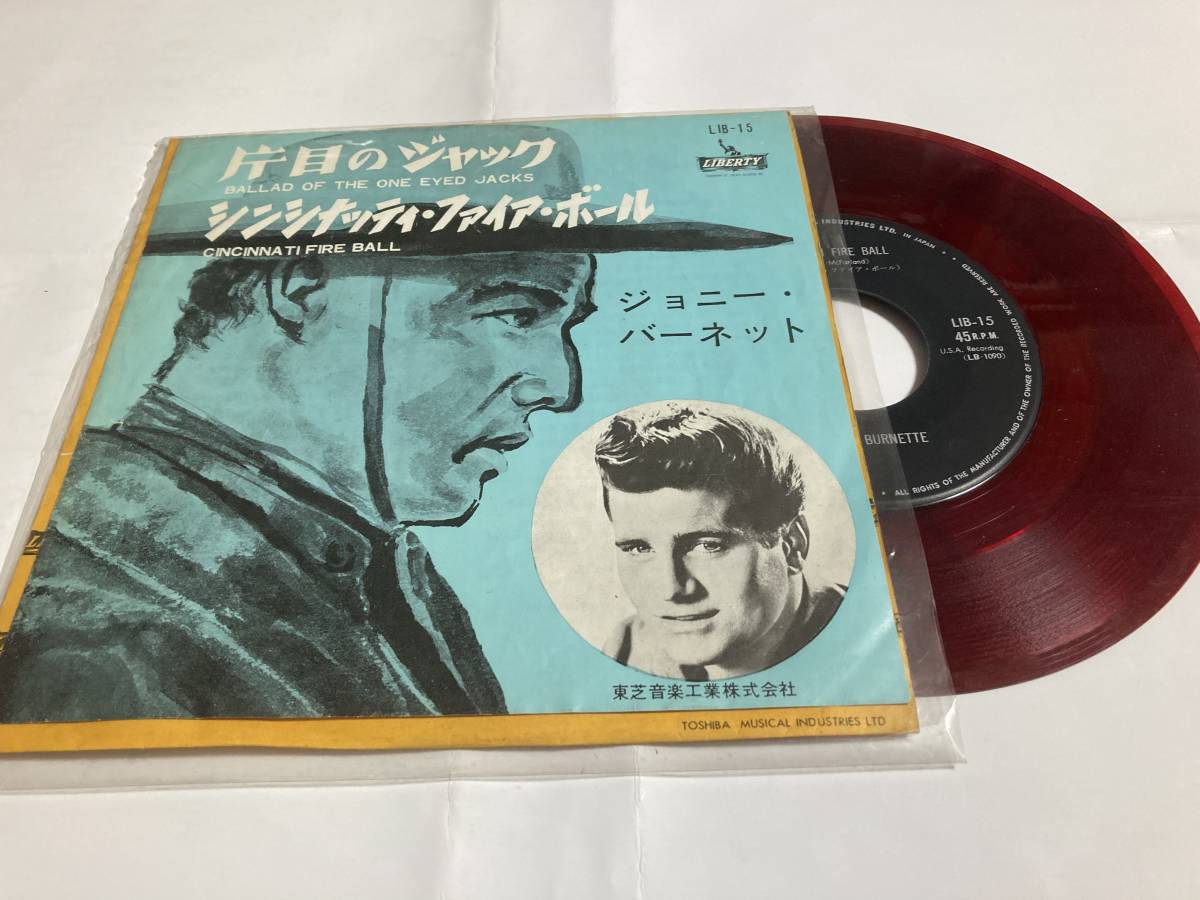 LIB-15
片目のジャック
LIBERTY
BALLAD OF THE ONE EYED JACKS
シンシナッティ・ファイア・ボール
CINCINNATI FIRE BALL
ジョニー・
バーネット
東芝音楽工業株式会社
TOSHIBA MUSICAL INDUSTRIES LTD
INDUSTRIES LTD. IN JAPAN
FIRE BALL
McFarland)
ファイア・ボール)
LIB-15
45 R.P.M.
U.S.A. Recording
(LB-1090)
BURNETTE
ALL RIGHTS OF THE MANUFACTURER AND OF THE OWNER OF THE RECORDED WORK ARE RESERVED